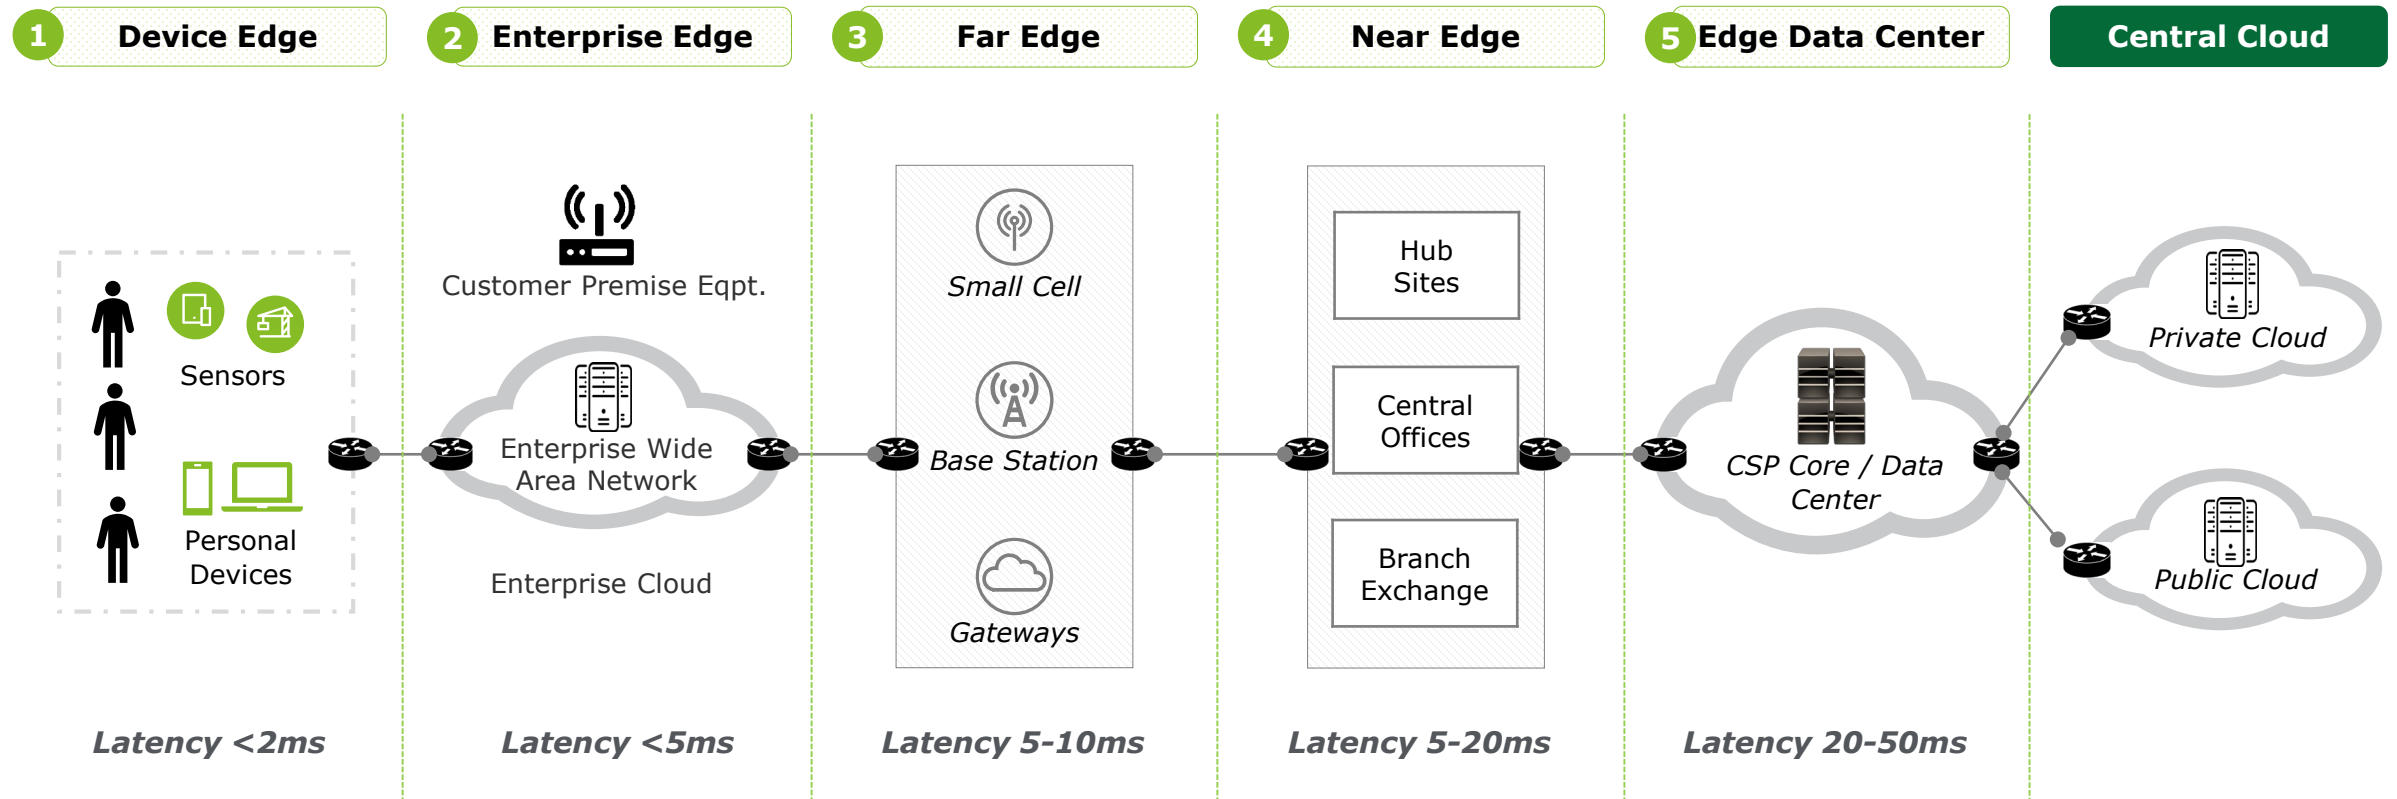 1 Device Edge
2 Enterprise Edge
3 Far Edge
4 Near Edge
5 Edge Data Center
Central Cloud
Sensors
Personal
Devices
Latency <2ms
Customer Premise Eqpt.
Enterprise Wide
Area Network
Enterprise Cloud
Latency <5ms
Small Cell
Base Station
Gateways
Latency 5-10ms
Hub
Sites
Central
Offices
Branch
Exchange
Latency 5-20ms
CSP Core / Data
Center
Latency 20-50ms
Private Cloud
Public Cloud